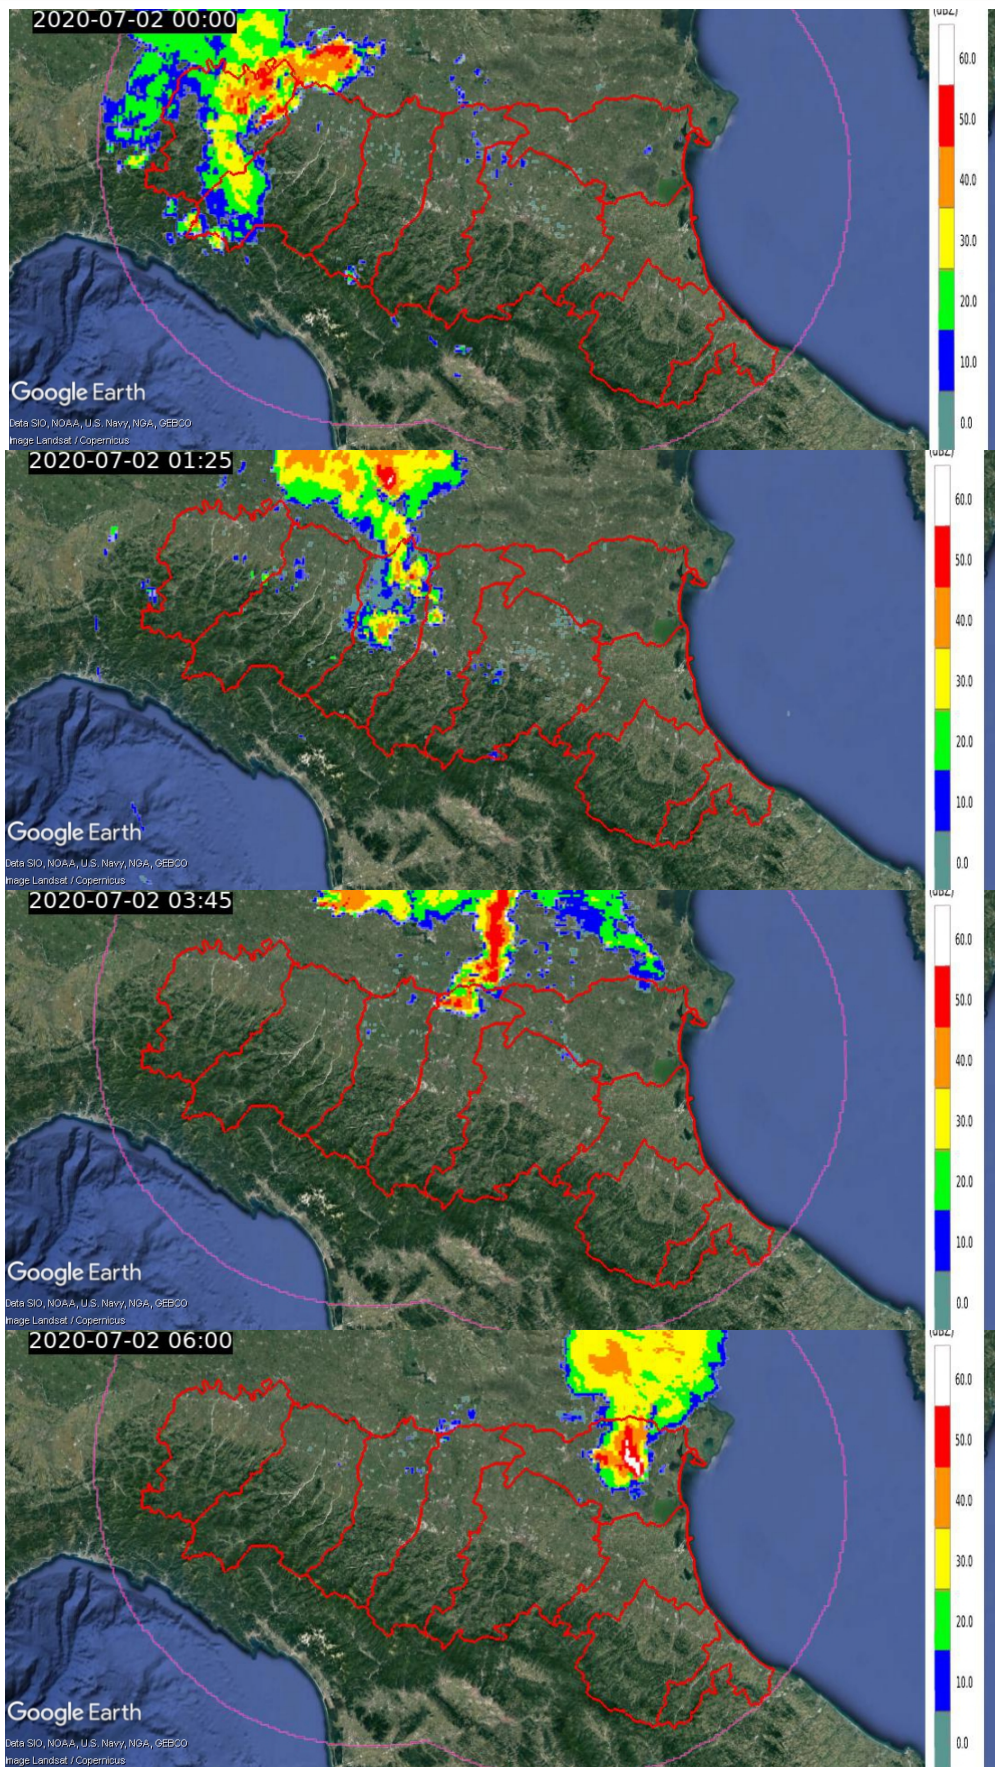 2020-07-02 00:00
(dBZ)
60.0
50.0
40.0
30.0
20.0
10.0
0.0
Google Earth
Data SIO, NOAA, U.S. Navy, NGA, GEBCO
Image Landsat / Copernicus
2020-07-02 01:25
(dBZ)
60.0
50.0
40.0
30.0
20.0
10.0
0.0
Google Earth
Data SIO, NOAA, U.S. Navy, NGA, GEBCO
Image Landsat / Copernicus
2020-07-02 03:45
(dBZ)
60.0
50.0
40.0
30.0
20.0
10.0
0.0
Google Earth
Data SIO, NOAA, U.S. Navy, NGA, GEBCO
Image Landsat / Copernicus
2020-07-02 06:00
(dBZ)
60.0
50.0
40.0
30.0
20.0
10.0
0.0
Google Earth
Data SIO, NOAA, U.S. Navy, NGA, GEBCO
Image Landsat / Copernicus